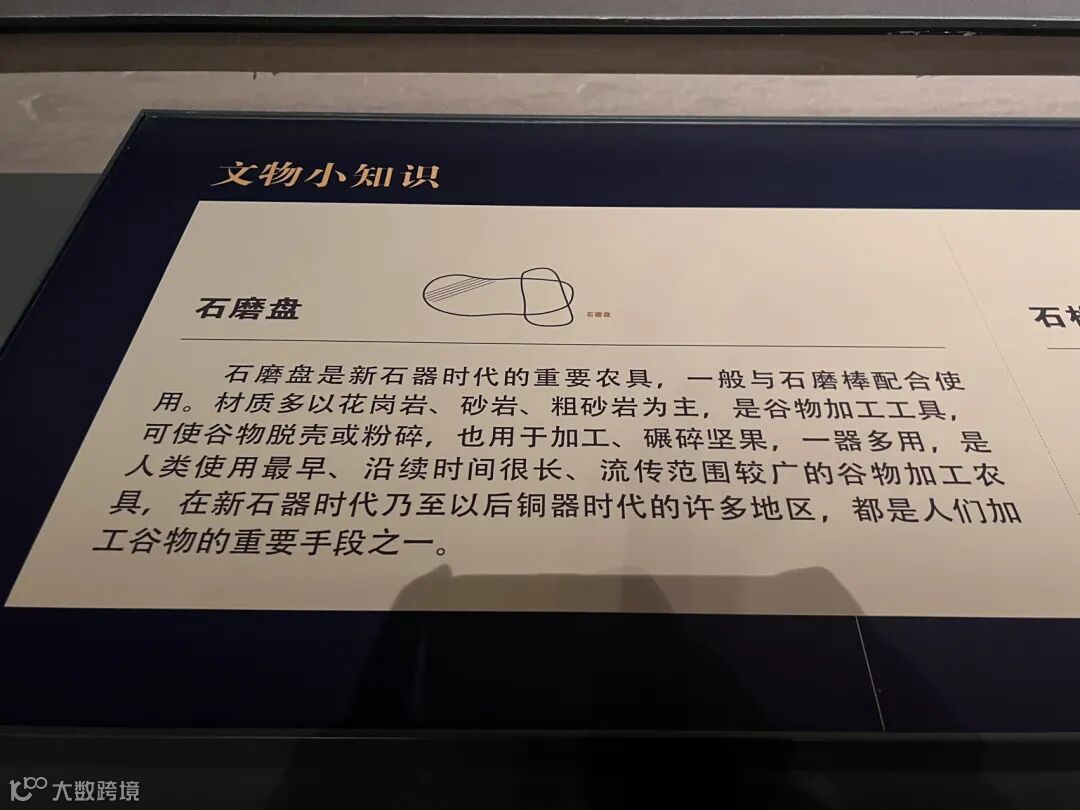 文物小知识
石磨盘
石磨盘
石磨盘是新石器时代的重要农具，一般与石磨棒配合使
用。材质多以花岗岩、砂岩、粗砂岩为主，是谷物加工工具，
可使谷物脱壳或粉碎，也用于加工、碾碎坚果，一器多用，是
人类使用最早、沿续时间很长、流传范围较广的谷物加工农
具，在新石器时代乃至以后铜器时代的许多地区，都是人们加
工谷物的重要手段之一。
石
大数跨境